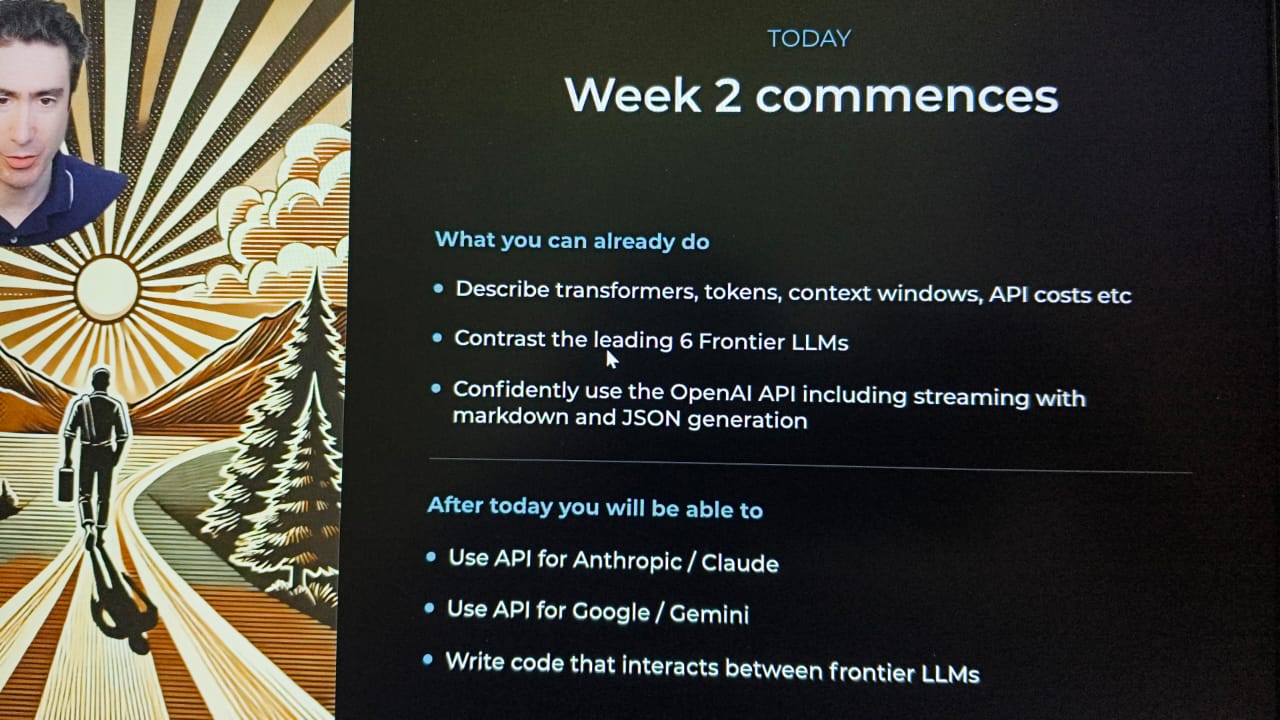 TODAY
Week 2 commences
What you can already do
Describe transformers, tokens, context windows, API costs etc
Contrast the leading 6 Frontier LLMs
Confidently use the OpenAI API including streaming with
markdown and JSON generation
After today you will be able to
Use API for Anthropic / Claude
Use API for Google / Gemini
Write code that interacts between frontier LLMs